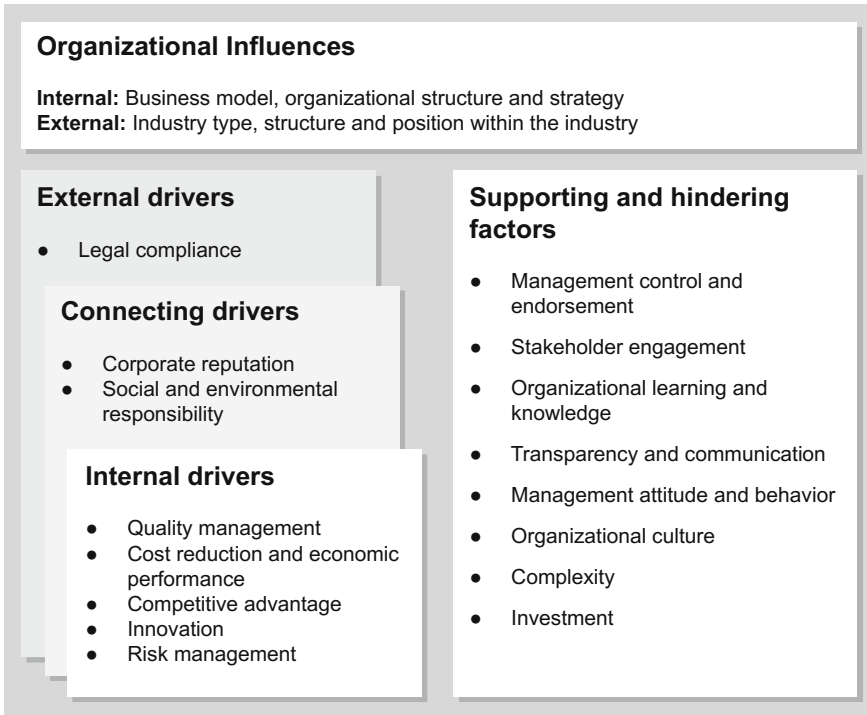 Organizational Influences
Internal: Business model, organizational structure and strategy
External: Industry type, structure and position within the industry
External drivers
● Legal compliance
Connecting drivers
● Corporate reputation
● Social and environmental
responsibility
Internal drivers
● Quality management
● Cost reduction and economic
performance
● Competitive advantage
● Innovation
● Risk management
Supporting and hindering
factors
● Management control and
endorsement
● Stakeholder engagement
● Organizational learning and
knowledge
● Transparency and communication
● Management attitude and behavior
● Organizational culture
● Complexity
● Investment